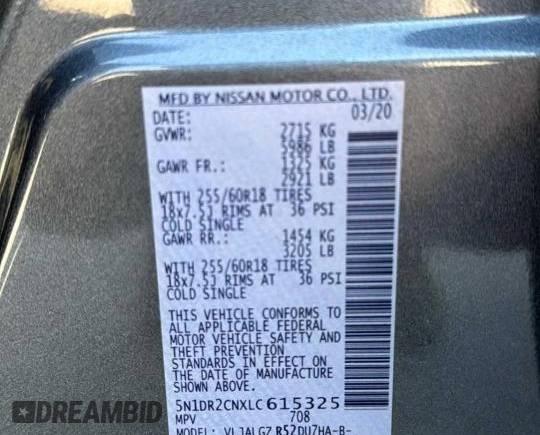 MFD BY NISSAN MOTOR CO., LTD.
DATE: 03/20
GVWR: 2715 KG
5986 LB
GAWR FR.: 1325 KG
2921 LB
WITH 255/60R18 TIRES
18x7.5J RIMS AT 36 PSI
COLD SINGLE
GAWR RR.: 1454 KG
3205 LB
WITH 255/60R18 TIRES
18x7.5J RIMS AT 36 PSI
COLD SINGLE
THIS VEHICLE CONFORMS TO
ALL APPLICABLE FEDERAL
MOTOR VEHICLE SAFETY AND
THEFT PREVENTION
STANDARDS IN EFFECT ON
THE DATE OF MANUFACTURE
SHOWN ABOVE.
5N1DR2CNXLC615325
MPV 708
MODEL: VLJALGZ R52DUZHA-B-
DREAMBID